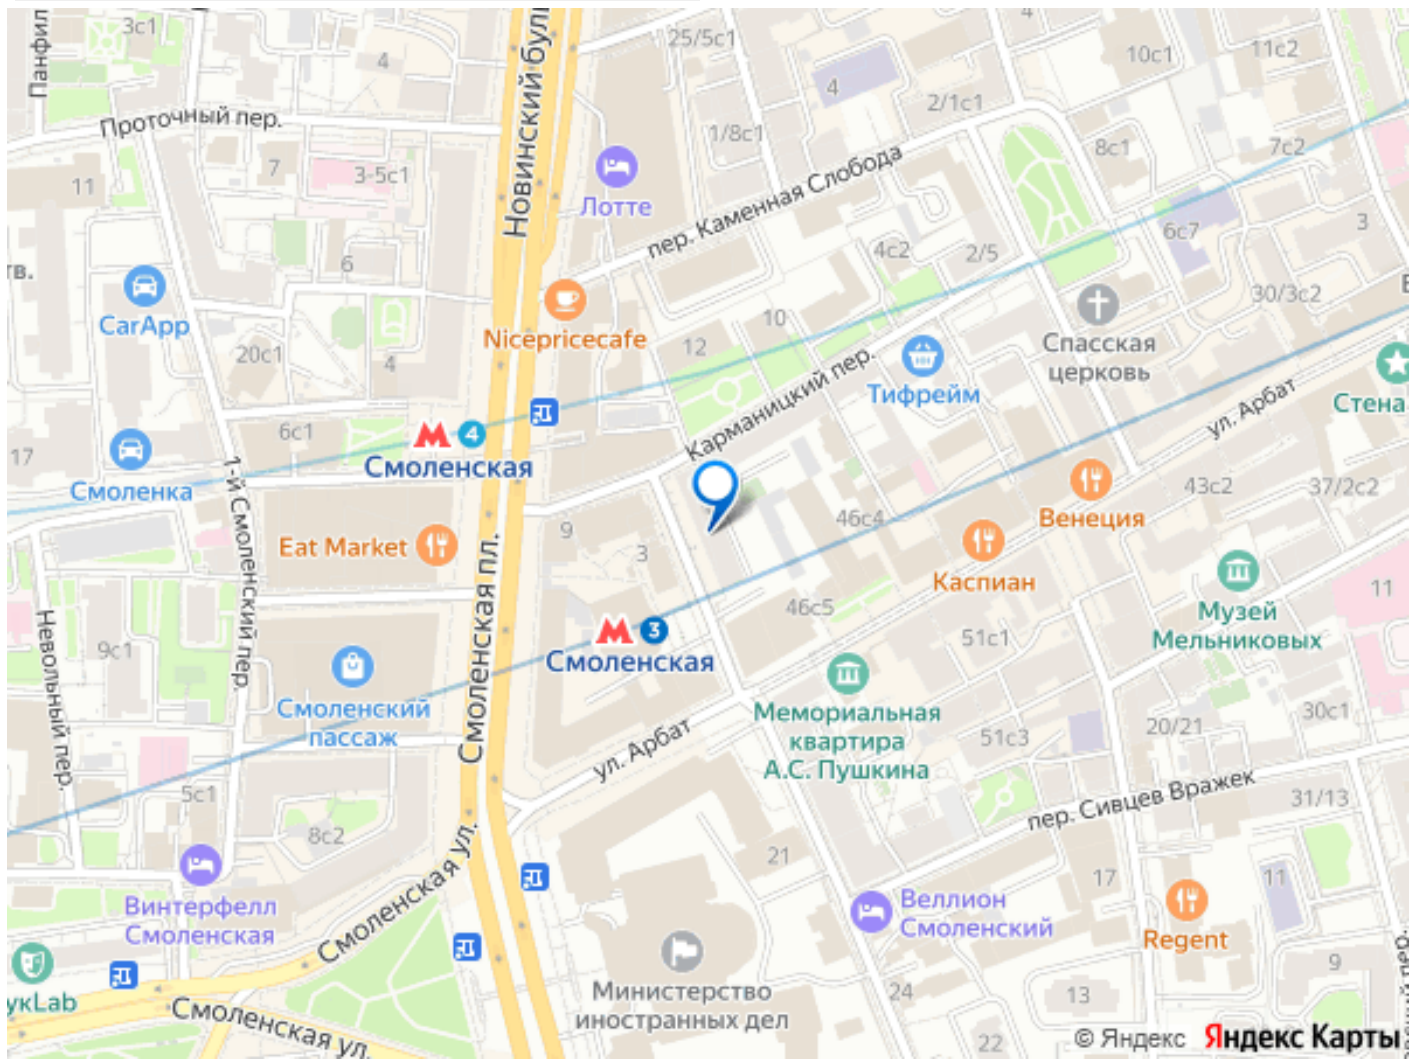 Панфил
3с1
4
Новинский буль
25/5с1
4
10с1
11с2
4
2/1с1
Проточный пер.
1/8с1
8с1
7с2
7
3-5с1
11
Лотте
пер. Каменная Слобода
6с7
3
4с2
2/5
тв.
6
CarApp
30/3с2
Nicepricecafe
10
12
Спасская
церковь
20с1
4
Тифрейм
Карманицкий пер.
ул. Арбат
Стена
6с1
4
Смоленская
17
Смоленка
1-й Смоленский пер.
Венеция
43с2
37/2с2
9
3
46с4
Eat Market
Смоленская пл.
Каспиан
11
46с5
Музей
Мельниковых
3
Смоленская
51с1
9с1
Невольный пер.
Смоленский
пассаж
Мемориальная
квартира
А.С. Пушкина
51с3
20/21
30с1
ул. Арбат
5с1
8с2
пер. Сивцев Вражек
31/13
21
17
11
Смоленская ул.
Винтерфелл
Смоленская
Веллион
Смоленский
Regent
9
укLab
Министерство
иностранных дел
24
13
Смоленская ул.
22
© Яндекс
Яндекс Карты